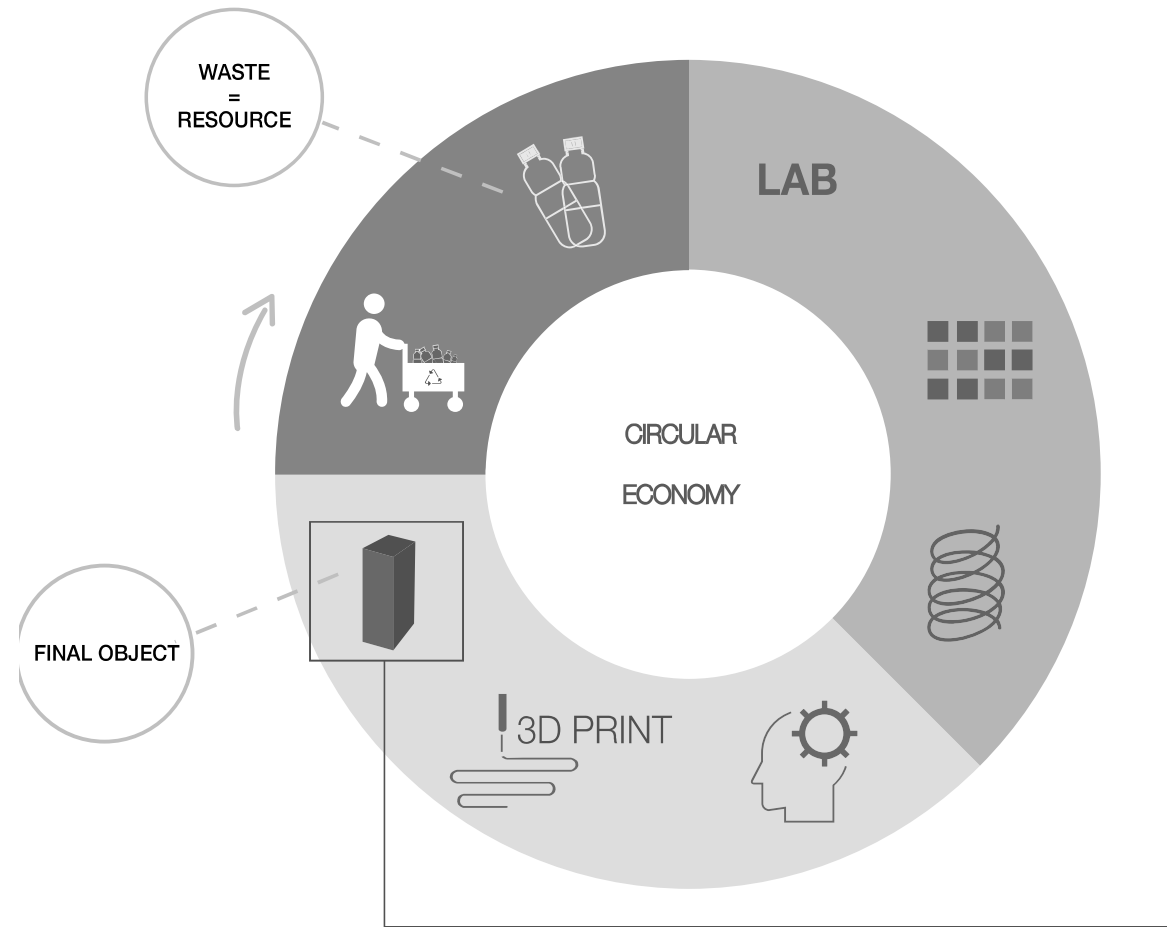 WASTE
=
RESOURCE
LAB
CIRCULAR
ECONOMY
FINAL OBJECT
3D PRINT